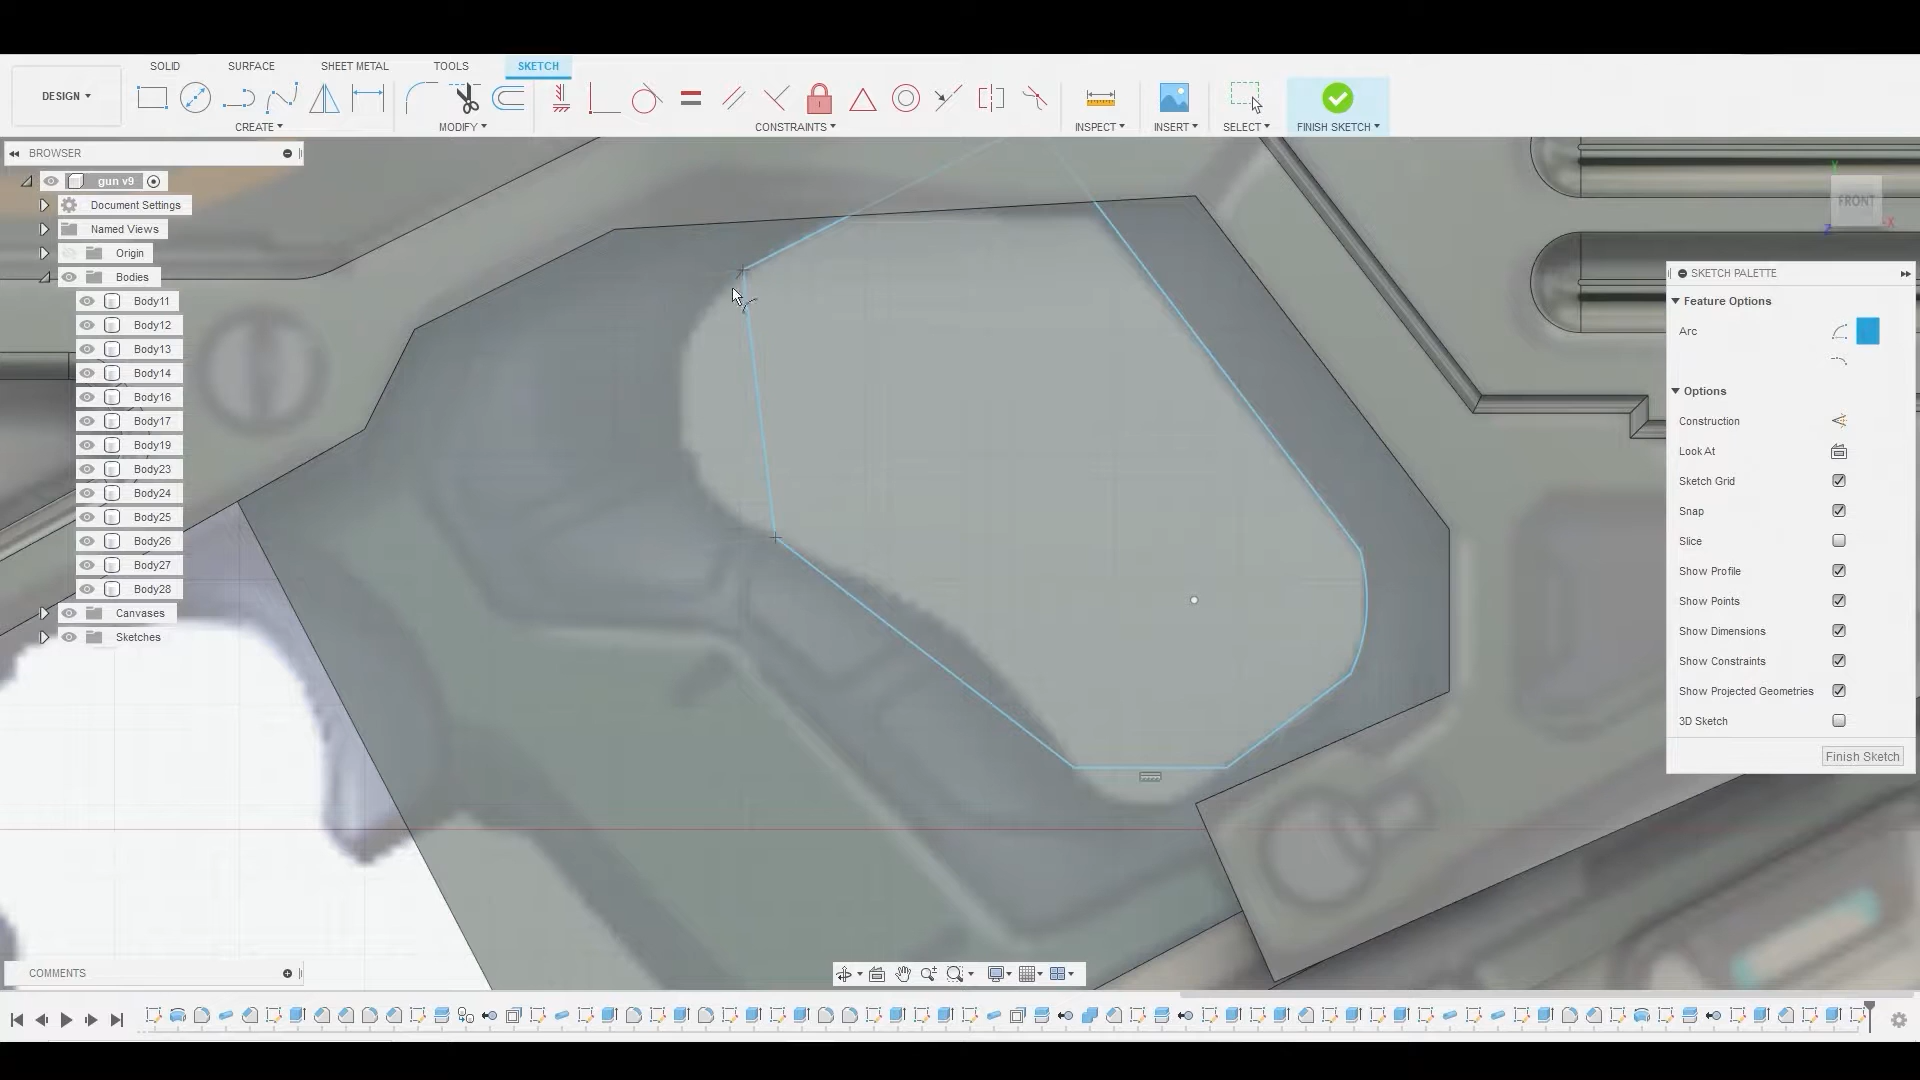 SOLID SURFACE SHEET METAL TOOLS SKETCH
DESIGN
CREATE MODIFY CONSTRAINTS INSPECT INSERT SELECT FINISH SKETCH
BROWSER
gun v9
Document Settings
Named Views
Origin
Bodies
Body11
Body12
Body13
Body14
Body16
Body17
Body19
Body23
Body24
Body25
Body26
Body27
Body28
Canvases
Sketches
Y
FRONT
X
Z
SKETCH PALETTE
Feature Options
Arc
Options
Construction
Look At
Sketch Grid
Snap
Slice
Show Profile
Show Points
Show Dimensions
Show Constraints
Show Projected Geometries
3D Sketch
Finish Sketch
COMMENTS